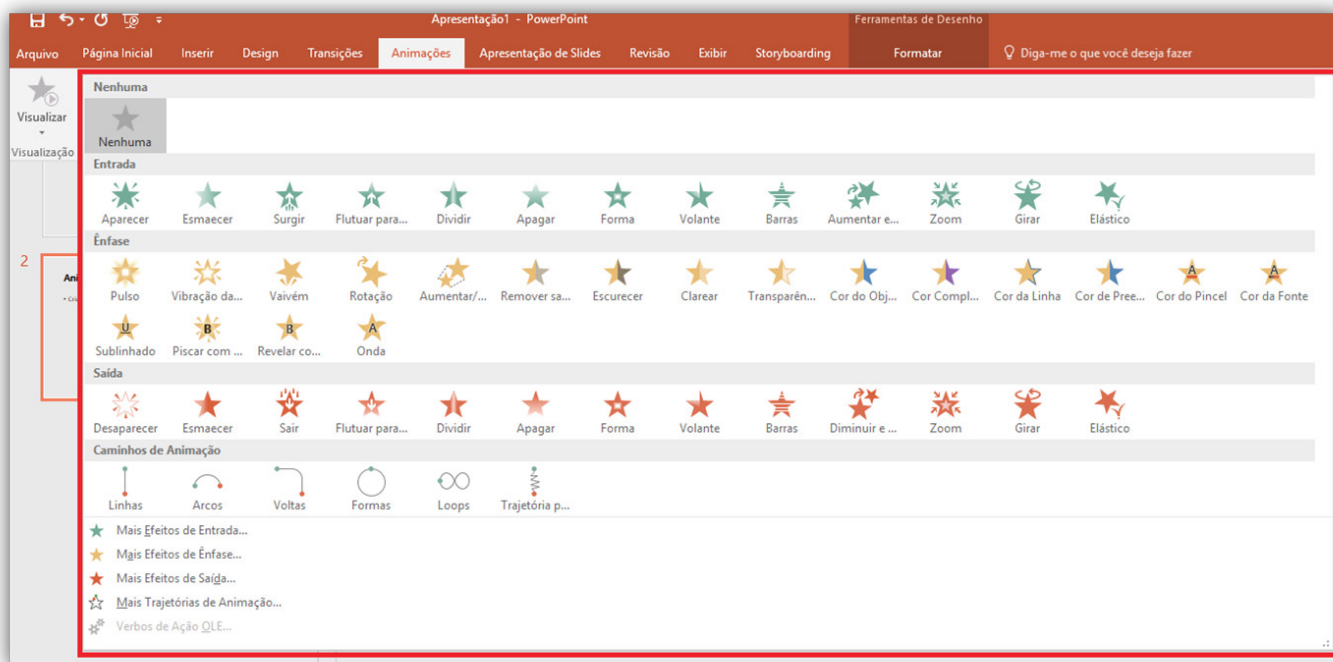 Apresentação1 - PowerPoint
Ferramentas de Desenho
Arquivo Página Inicial Inserir Design Transições Animações Apresentação de Slides Revisão Exibir Storyboarding Formatar Diga-me o que você deseja fazer
Visualizar
Visualização
2
Nenhuma
Nenhuma
Entrada
Aparecer Esmaecer Surgir Flutuar para... Dividir Apagar Forma Volante Barras Aumentar e... Zoom Girar Elástico
Ênfase
Pulso Vibração da... Vaivém Rotação Aumentar/... Remover sa... Escurecer Clarear Transparên... Cor do Obj... Cor Compl... Cor da Linha Cor de Pree... Cor do Pincel Cor da Fonte
Sublinhado Piscar com ... Revelar co... Onda
Saída
Desaparecer Esmaecer Sair Flutuar para... Dividir Apagar Forma Volante Barras Diminuir e ... Zoom Girar Elástico
Caminhos de Animação
Linhas Arcos Voltas Formas Loops Trajetória p...
Mais Efeitos de Entrada...
Mais Efeitos de Ênfase...
Mais Efeitos de Saída...
Mais Trajetórias de Animação...
Verbos de Ação OLE...